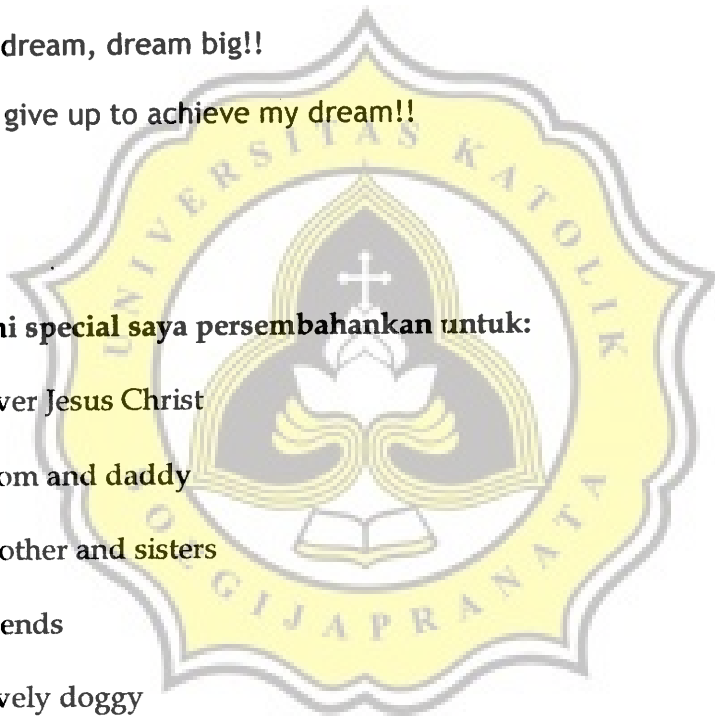 dream, dream big!!
give up to achieve my dream!!
ni special saya persembahankan untuk:
ver Jesus Christ
om and daddy
other and sisters
ends
vely doggy
UNIVERSITAS KATOLIK
SOEGIJAPRANATA